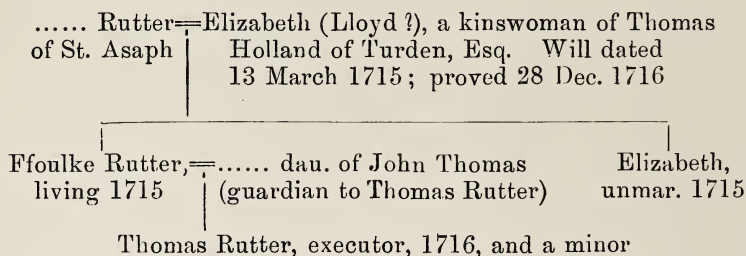 ...... Rutter=Elizabeth (Lloyd ?), a kinswoman of Thomas
of St. Asaph Holland of Turden, Esq. Will dated
13 March 1715; proved 28 Dec. 1716
Ffoulke Rutter,=...... dau. of John Thomas Elizabeth,
living 1715 (guardian to Thomas Rutter) unmar. 1715
Thomas Rutter, executor, 1716, and a minor